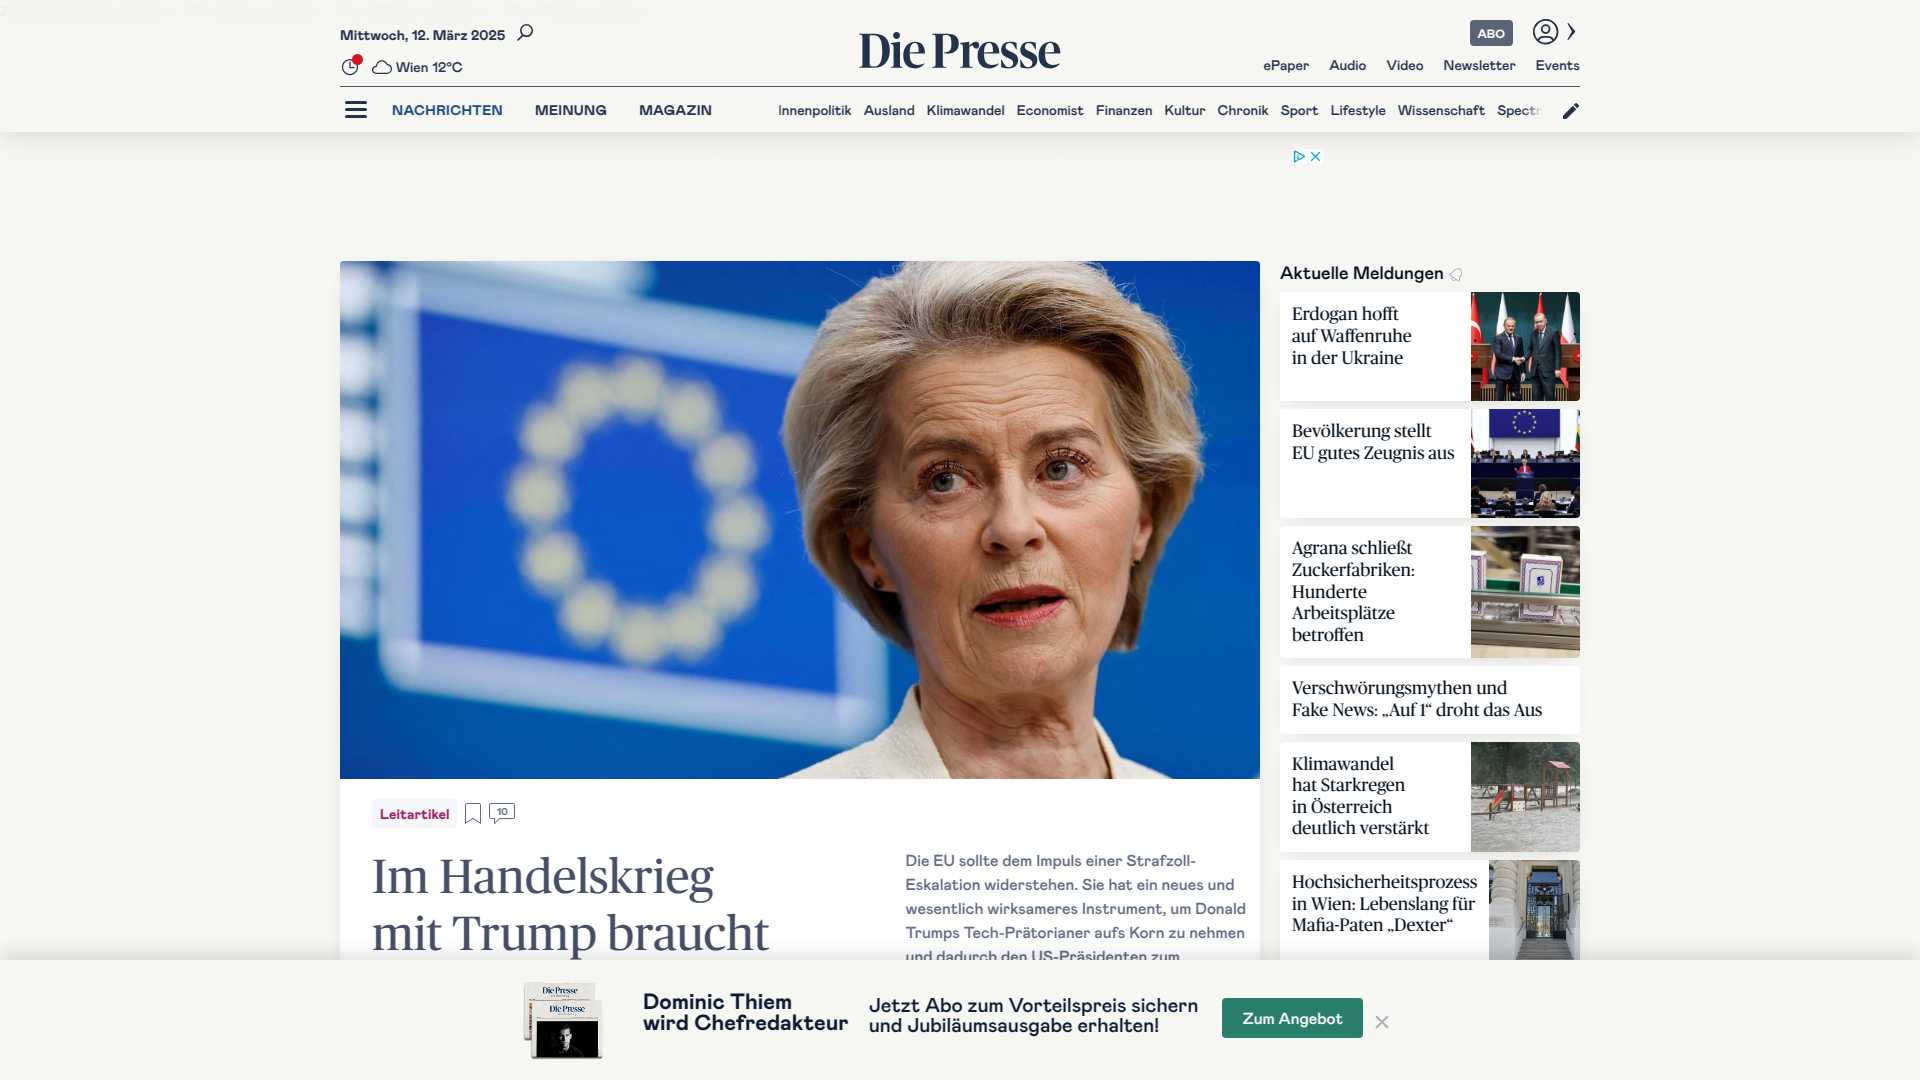 Mittwoch, 12. März 2025
Wien 12°C
Die Presse
ABO
ePaper Audio Video Newsletter Events
NACHRICHTEN MEINUNG MAGAZIN
Innenpolitik Ausland Klimawandel Economist Finanzen Kultur Chronik Sport Lifestyle Wissenschaft Spectr
Leitartikel
10
Im Handelskrieg
mit Trump braucht
Die EU sollte dem Impuls einer Strafzoll-
Eskalation widerstehen. Sie hat ein neues und
wesentlich wirksameres Instrument, um Donald
Trumps Tech-Prätorianer aufs Korn zu nehmen
und dadurch den US-Präsidenten zum
Aktuelle Meldungen
Erdogan hofft
auf Waffenruhe
in der Ukraine
Bevölkerung stellt
EU gutes Zeugnis aus
Agrana schließt
Zuckerfabriken:
Hunderte
Arbeitsplätze
betroffen
Verschwörungsmythen und
Fake News: „Auf 1“ droht das Aus
Klimawandel
hat Starkregen
in Österreich
deutlich verstärkt
Hochsicherheitsprozess
in Wien: Lebenslang für
Mafia-Paten „Dexter“
Die Presse
Die Presse
Dominic Thiem
wird Chefredakteur
Jetzt Abo zum Vorteilspreis sichern
und Jubiläumsausgabe erhalten!
Zum Angebot